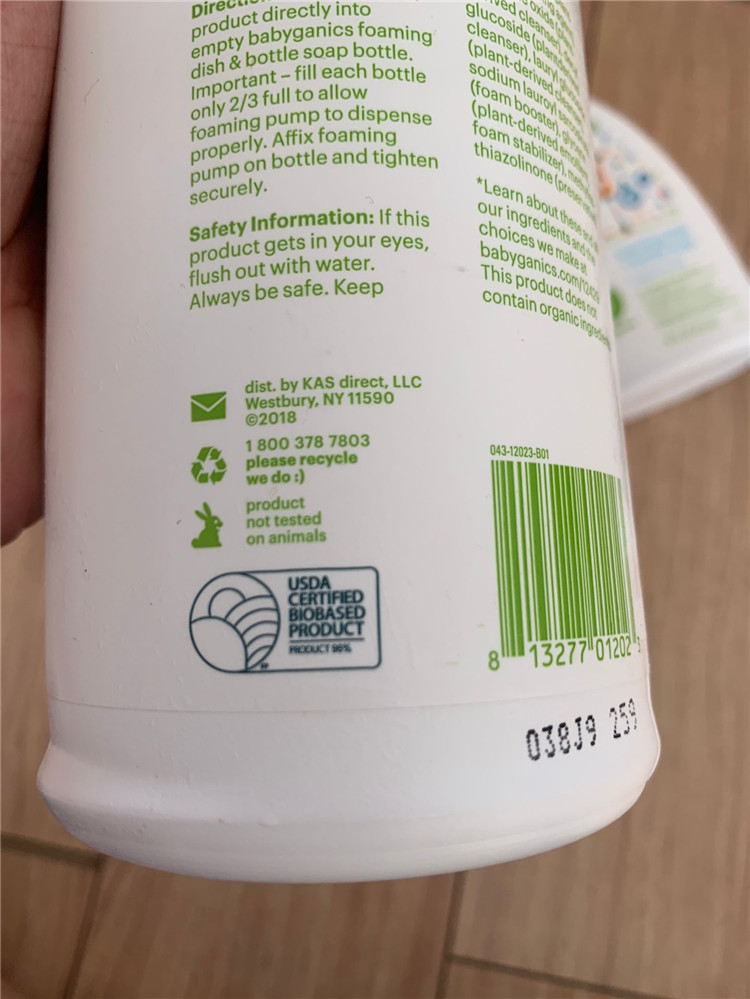 product directly into
empty babyganics foaming
dish & bottle soap bottle.
Important – fill each bottle
only 2/3 full to allow
foaming pump to dispense
properly. Affix foaming
pump on bottle and tighten
securely.
Safety Information: If this
product gets in your eyes,
flush out with water.
Always be safe. Keep
cleanser), lauryl
(plant-derived
sodium lauroyl
(foam booster),
(plant-derived
foam stabilizer),
thiazolinone
*Learn about these
our ingredients and
choices we make at
babyganics.com/
This product does not
contain organic
dist. by KAS direct, LLC
Westbury, NY 11590
©2018
1 800 378 7803
please recycle
we do :)
product
not tested
on animals
USDA
CERTIFIED
BIOBASED
PRODUCT
PRODUCT 96%
043-12023-B01
8 13277 01202 3
038J9 259